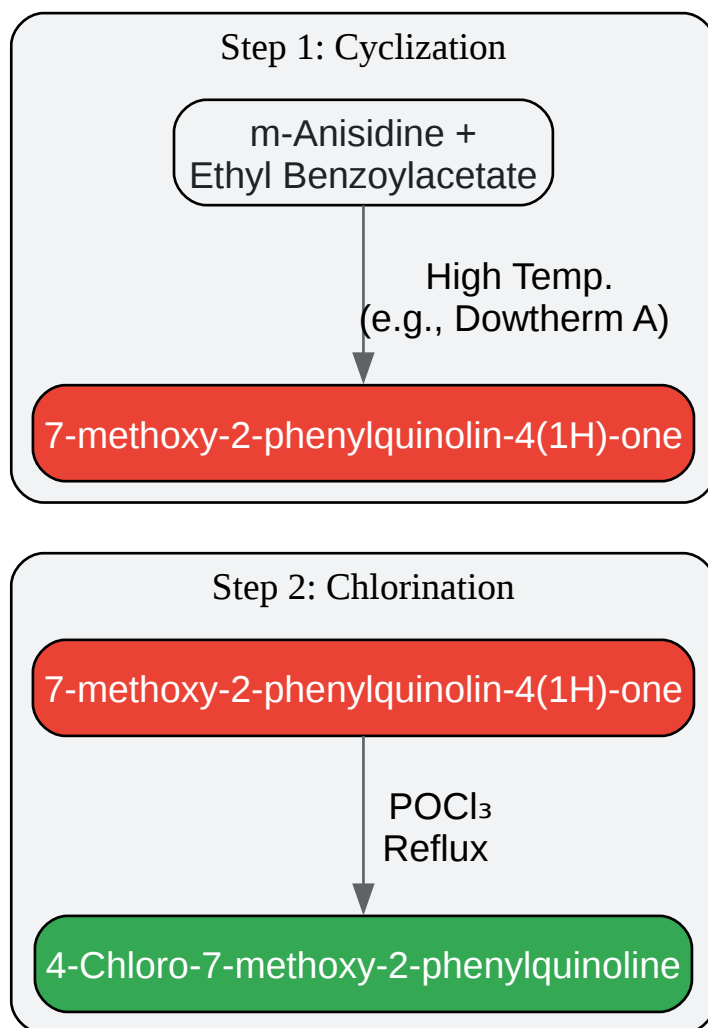 Step 1: Cyclization
m-Anisidine +
Ethyl Benzoylacetate
High Temp.
(e.g., Dowtherm A)
7-methoxy-2-phenylquinolin-4(1H)-one
Step 2: Chlorination
7-methoxy-2-phenylquinolin-4(1H)-one
POCl₃
Reflux
4-Chloro-7-methoxy-2-phenylquinoline